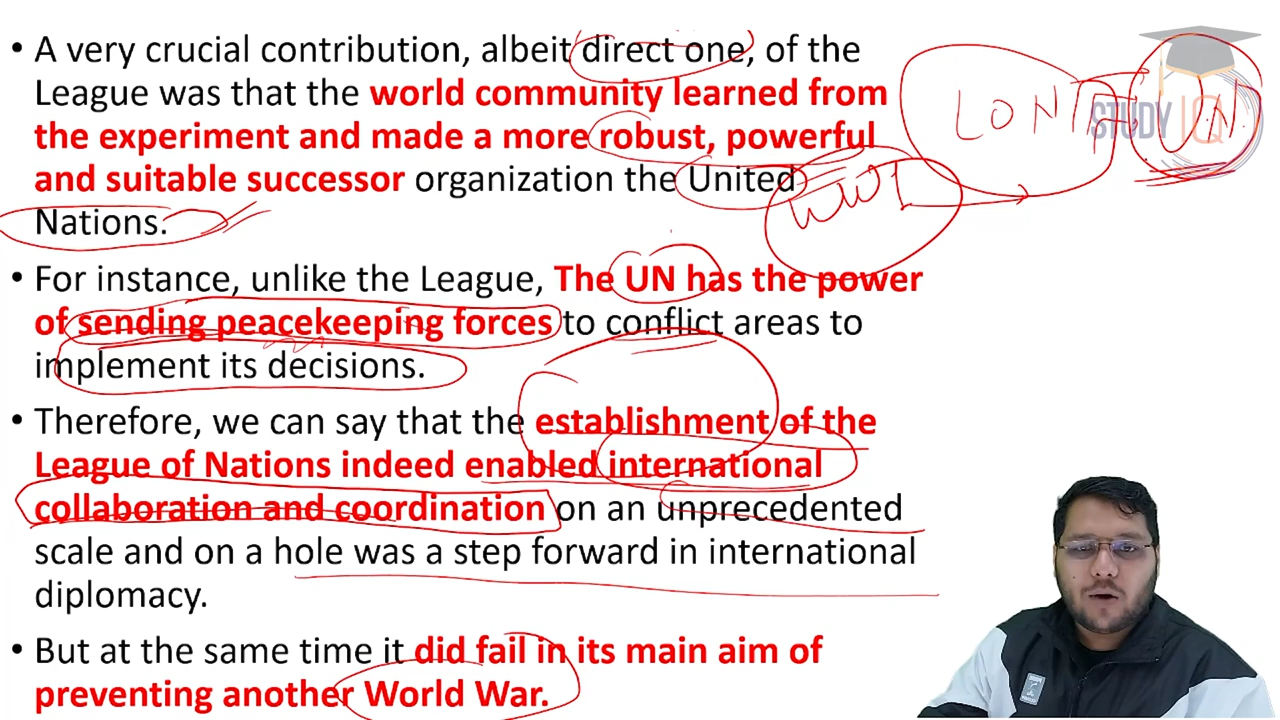 • A very crucial contribution, albeit direct one, of the
League was that the world community learned from
the experiment and made a more robust, powerful
and suitable successor organization the United
Nations.
• For instance, unlike the League, The UN has the power
of sending peacekeeping forces to conflict areas to
implement its decisions.
• Therefore, we can say that the establishment of the
League of Nations indeed enabled international
collaboration and coordination on an unprecedented
scale and on a hole was a step forward in international
diplomacy.
• But at the same time it did fail in its main aim of
preventing another World War.
LON
UN
STUDY IQ